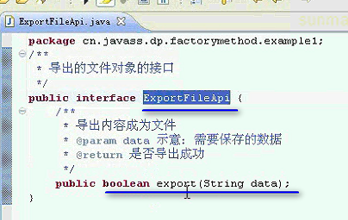 ExportFileApi.java
package cn.javass.dp.factorymethod.example1;
/**
 * 导出的文件对象的接口
 */
public interface ExportFileApi {
/**
 * 导出内容成为文件
 * @param data 示意：需要保存的数据
 * @return 是否导出成功
 */
public boolean export(String data);
}